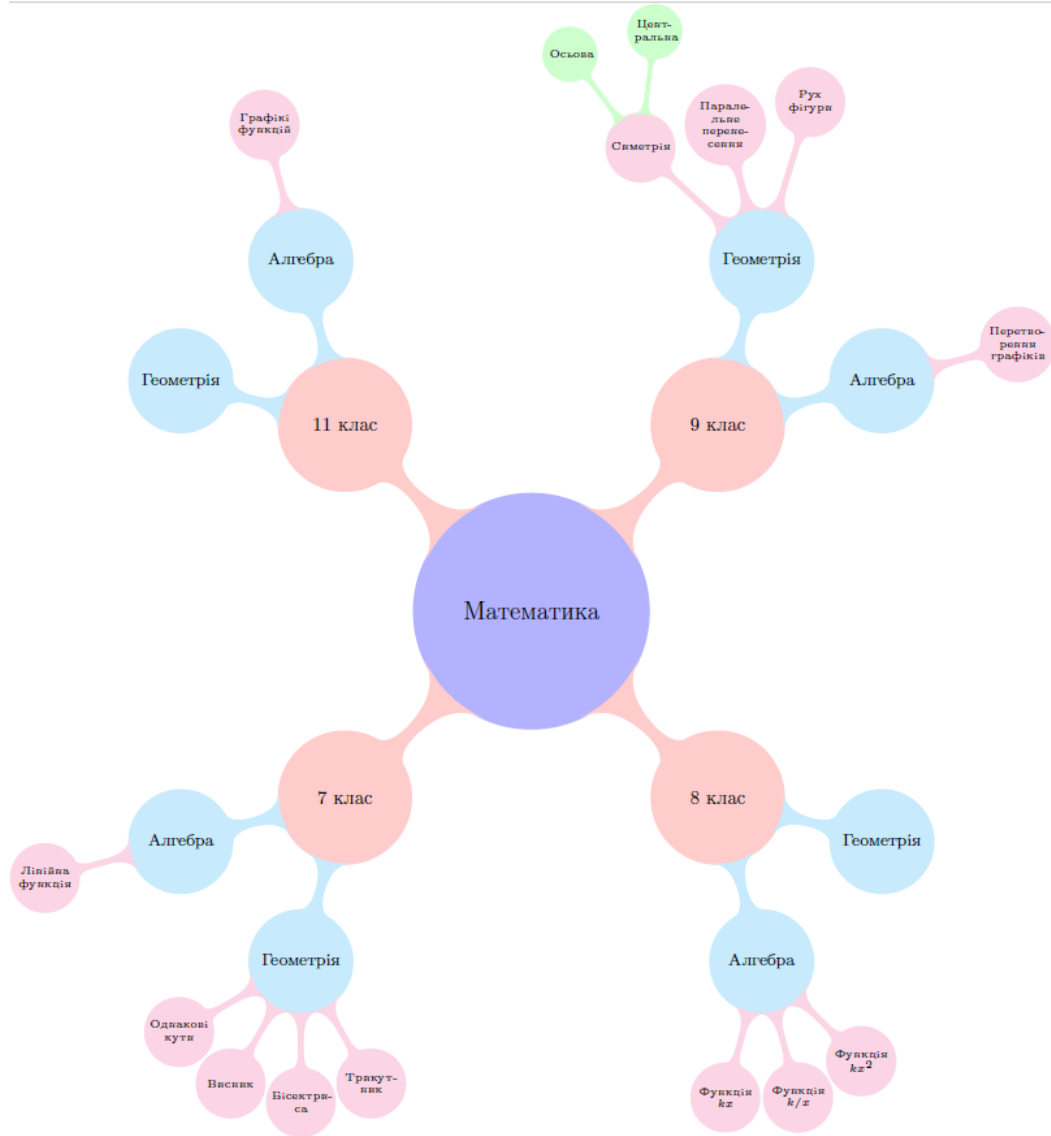 Цент-
ральна
Осьова
Симетрія
Парале-
льне
перене-
сення
Рух
фігури
Графікі
функцій
Алгебра
Геометрія
11 клас
Геометрія
9 клас
Алгебра
Перетво-
рення
графіків
Математика
7 клас
Алгебра
Лінійна
функція
Геометрія
Однакові
кути
Висник
Бісектри-
са
Трикут-
ник
8 клас
Геометрія
Алгебра
Функція
kx
Функція
k/x
Функція
kx²